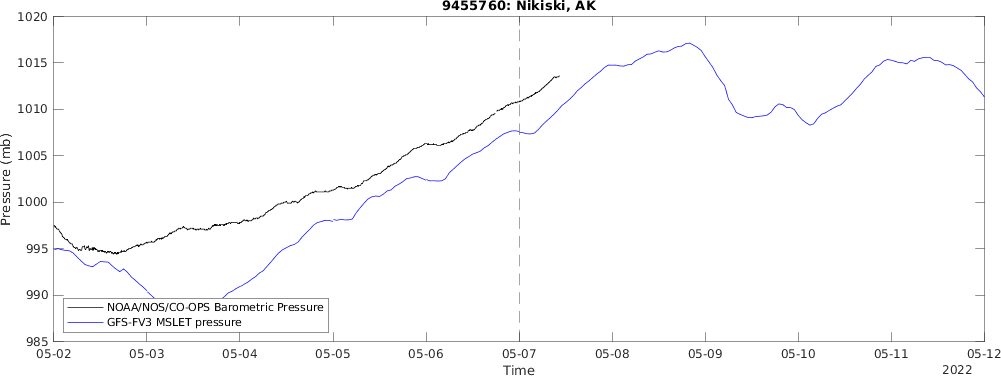 9455760: Nikiski, AK
Pressure (mb)
1020
1015
1010
1005
1000
995
990
985
NOAA/NOS/CO-OPS Barometric Pressure
GFS-FV3 MSLET pressure
05-02 05-03 05-04 05-05 05-06 05-07 05-08 05-09 05-10 05-11 05-12
Time
2022